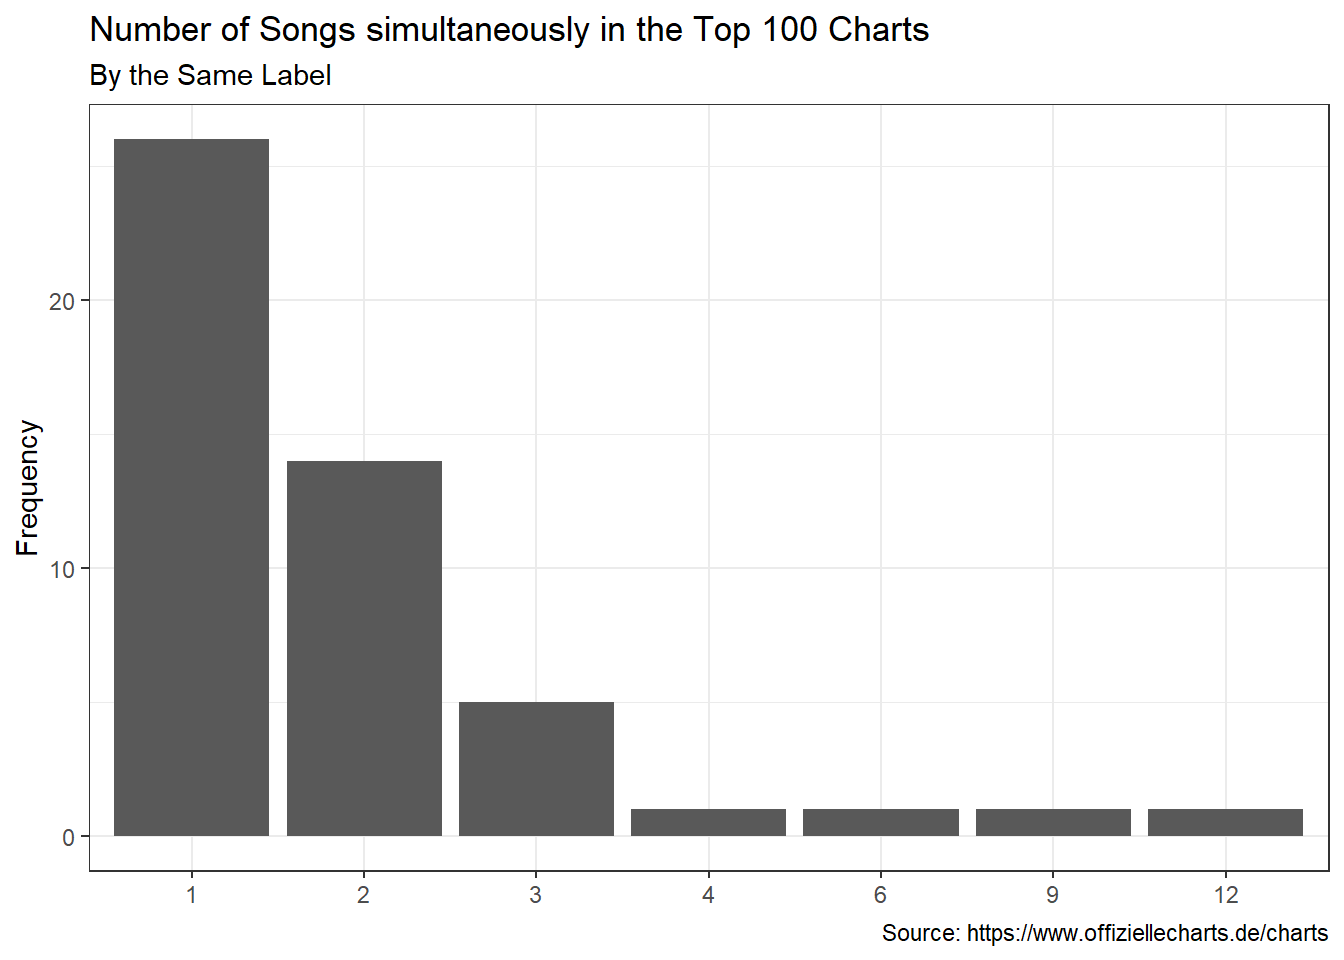 Number of Songs simultaneously in the Top 100 Charts
By the Same Label
Frequency
20
10
0
1 2 3 4 6 9 12
Source: https://www.offiziellecharts.de/charts